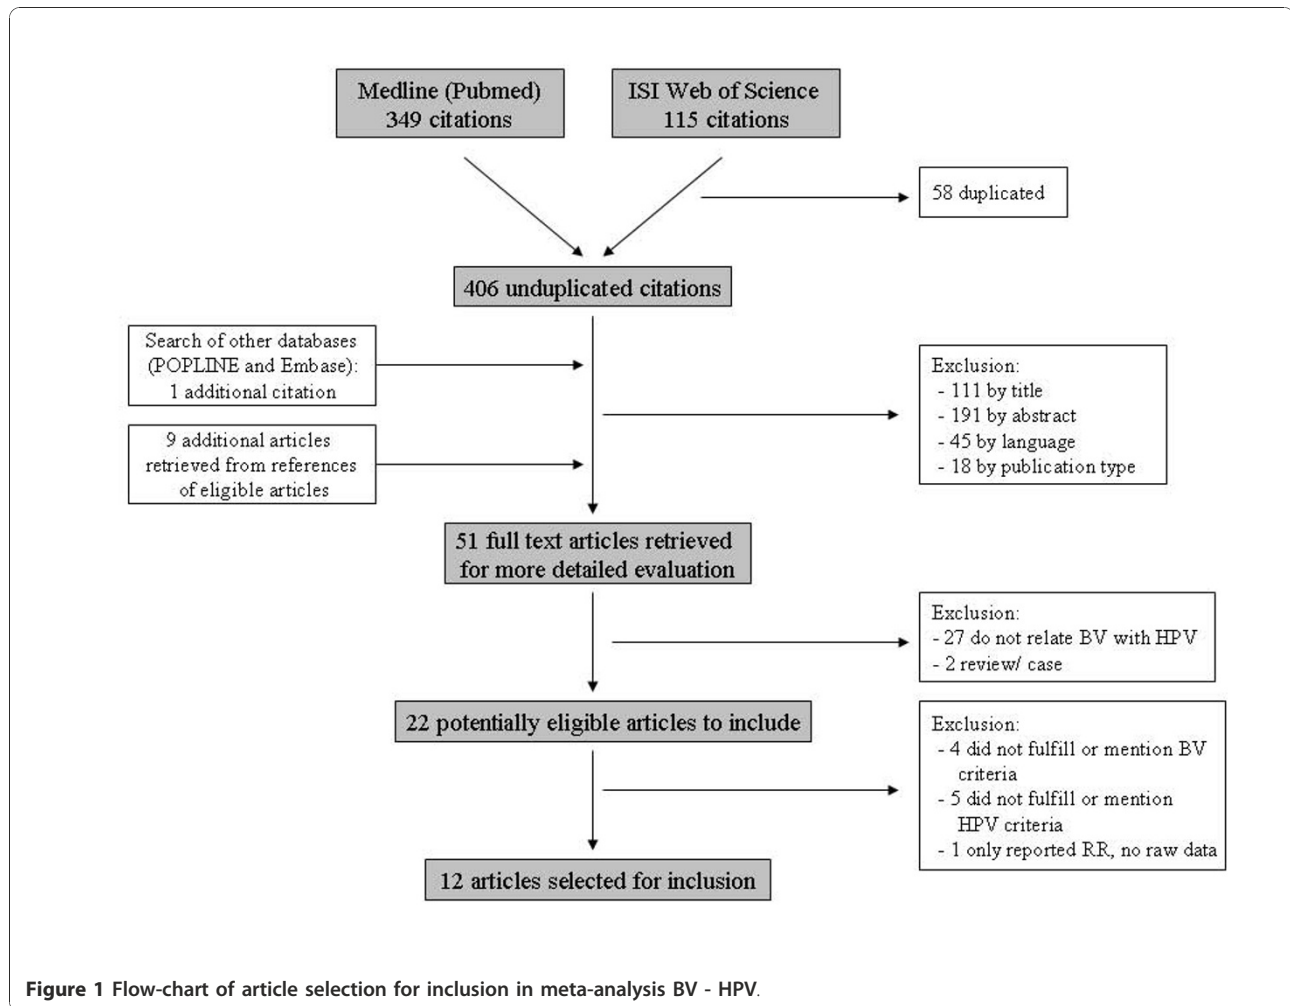 Medline (Pubmed)
349 citations
ISI Web of Science
115 citations
58 duplicated
406 unduplicated citations
Search of other databases
(POPLINE and Embase):
1 additional citation
Exclusion:
- 111 by title
- 191 by abstract
- 45 by language
- 18 by publication type
9 additional articles
retrieved from references
of eligible articles
51 full text articles retrieved
for more detailed evaluation
Exclusion:
- 27 do not relate BV with HPV
- 2 review/ case
22 potentially eligible articles to include
Exclusion:
- 4 did not fulfill or mention BV
criteria
- 5 did not fulfill or mention
HPV criteria
- 1 only reported RR, no raw data
12 articles selected for inclusion
Figure 1 Flow-chart of article selection for inclusion in meta-analysis BV - HPV.